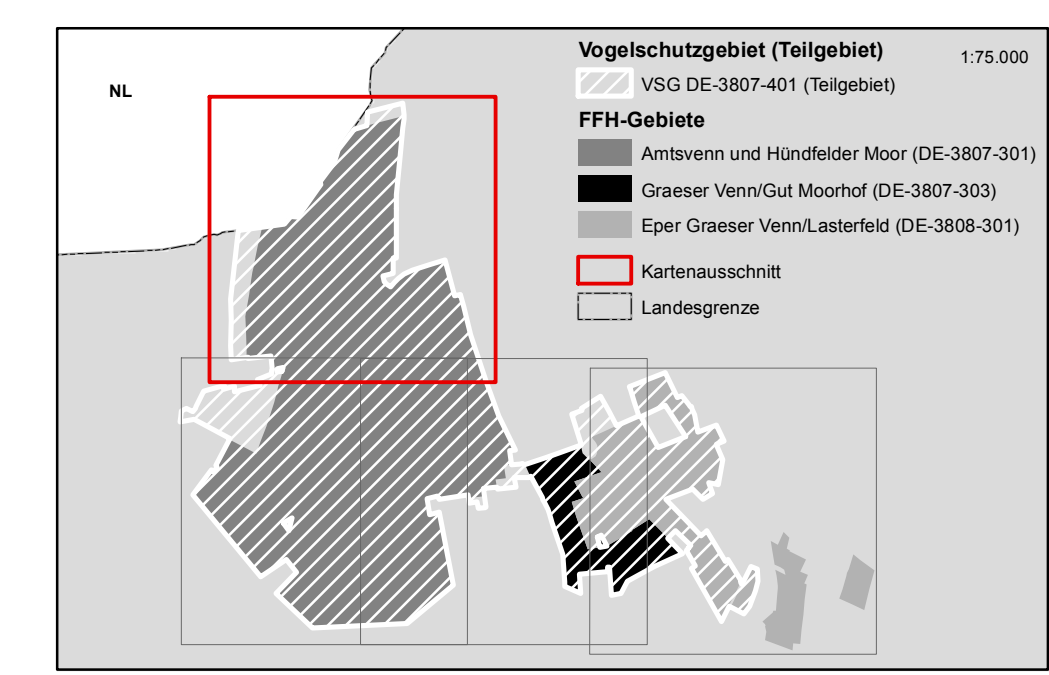 Vogelschutzgebiet (Teilgebiet)
1:75.000
NL
VSG DE-3807-401 (Teilgebiet)
FFH-Gebiete
Amtsvenn und Hündfelder Moor (DE-3807-301)
Graeser Venn/Gut Moorhof (DE-3807-303)
Eper Graeser Venn/Lasterfeld (DE-3808-301)
Kartenausschnitt
Landesgrenze